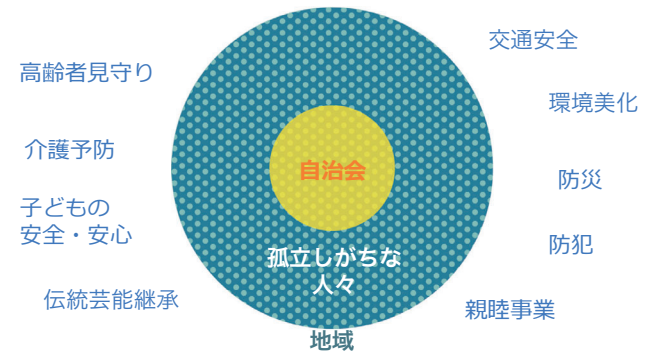 高齢者見守り
介護予防
子どもの
安全・安心
伝統芸能継承
自治会
孤立しがちな
人々
地域
交通安全
環境美化
防災
防犯
親睦事業